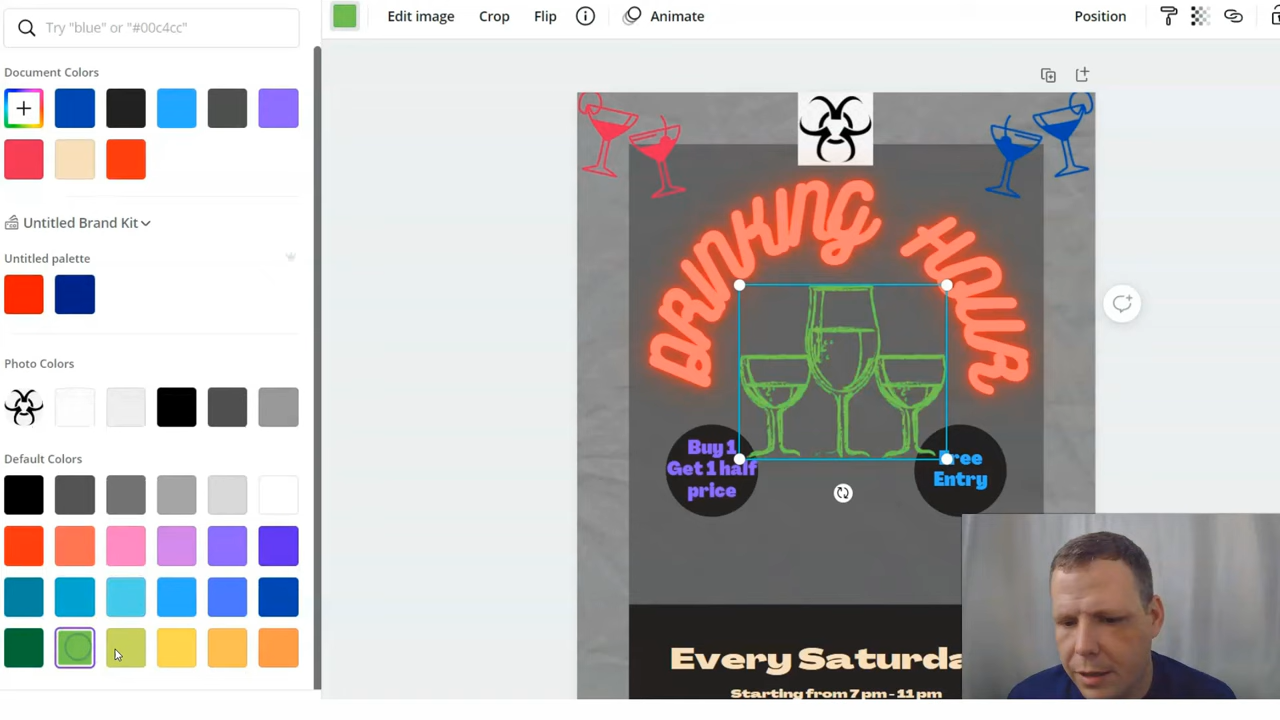 Try "blue" or "#00c4cc"
Edit image
Crop
Flip
Animate
Position
Document Colors
Untitled Brand Kit
Untitled palette
Photo Colors
Default Colors
DRINKING HOUR
Buy 1
Get 1 half
price
Free
Entry
Every Saturda
Starting from 7 pm - 11 pm